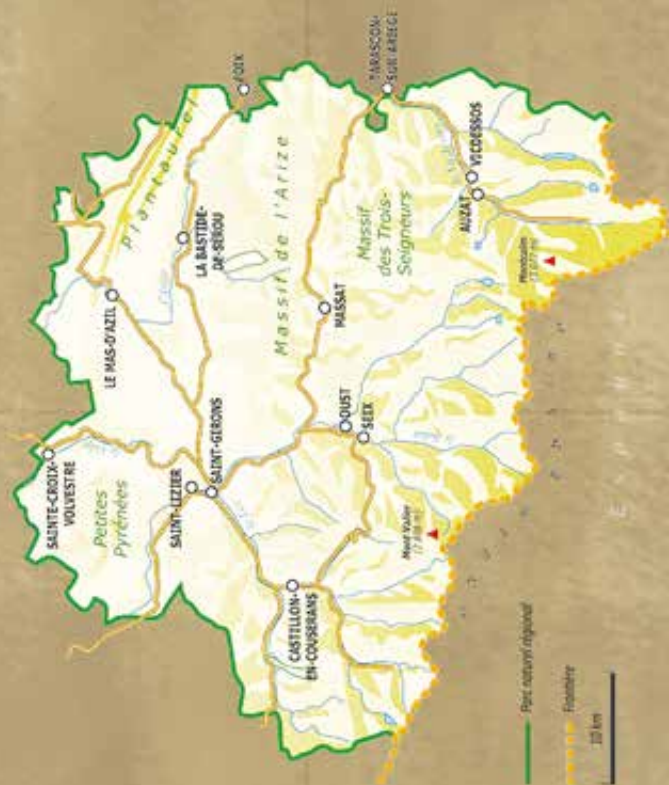 SAINTE-CROIX-
VOLVESTRE
Petites
Pyrénées
LE MAS-D'AZIL
Plantaurel
FOIX
SAINT-LIZIER
SAINT-GIRONS
LA BASTIDE-
DE-SÉROU
Massif de l'Arize
CASTILLON-
EN-COUSERANS
OUST
SEIX
MASSAT
Massif
des Trois-
Seigneurs
TARASCON-
SUR-ARIÈGE
AUZAT
VICDESSOS
Mont Valier
Montcalm
Parc naturel régional
Frontière
10 km